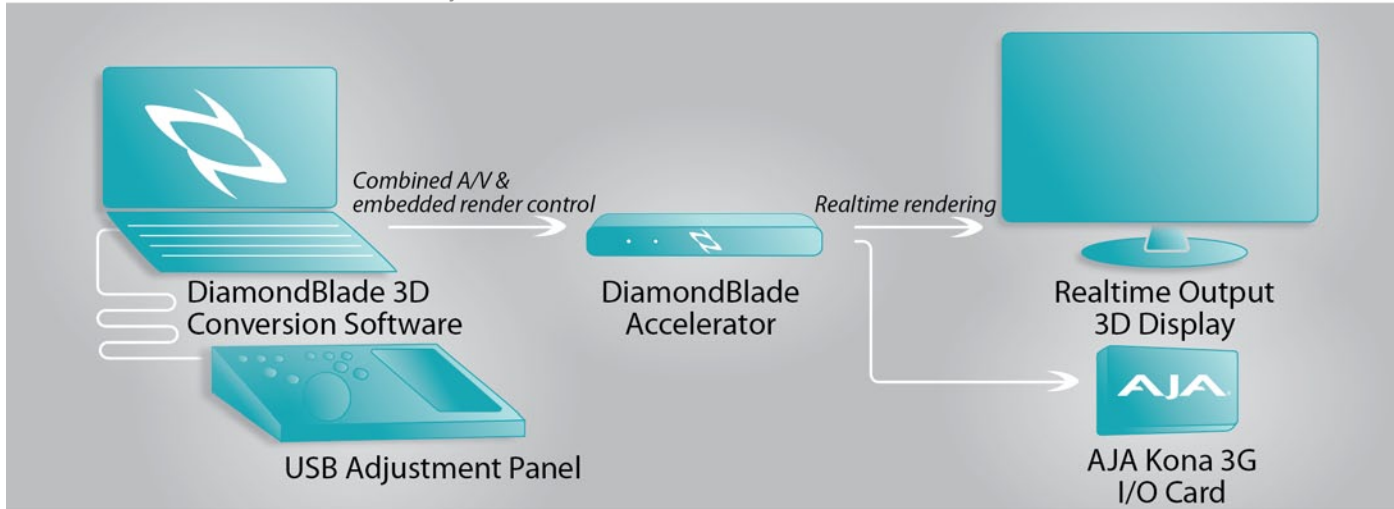 Combined A/V &
embedded render control
Realtime rendering
DiamondBlade 3D
Conversion Software
DiamondBlade
Accelerator
Realtime Output
3D Display
AJA
USB Adjustment Panel
AJA Kona 3G
I/O Card